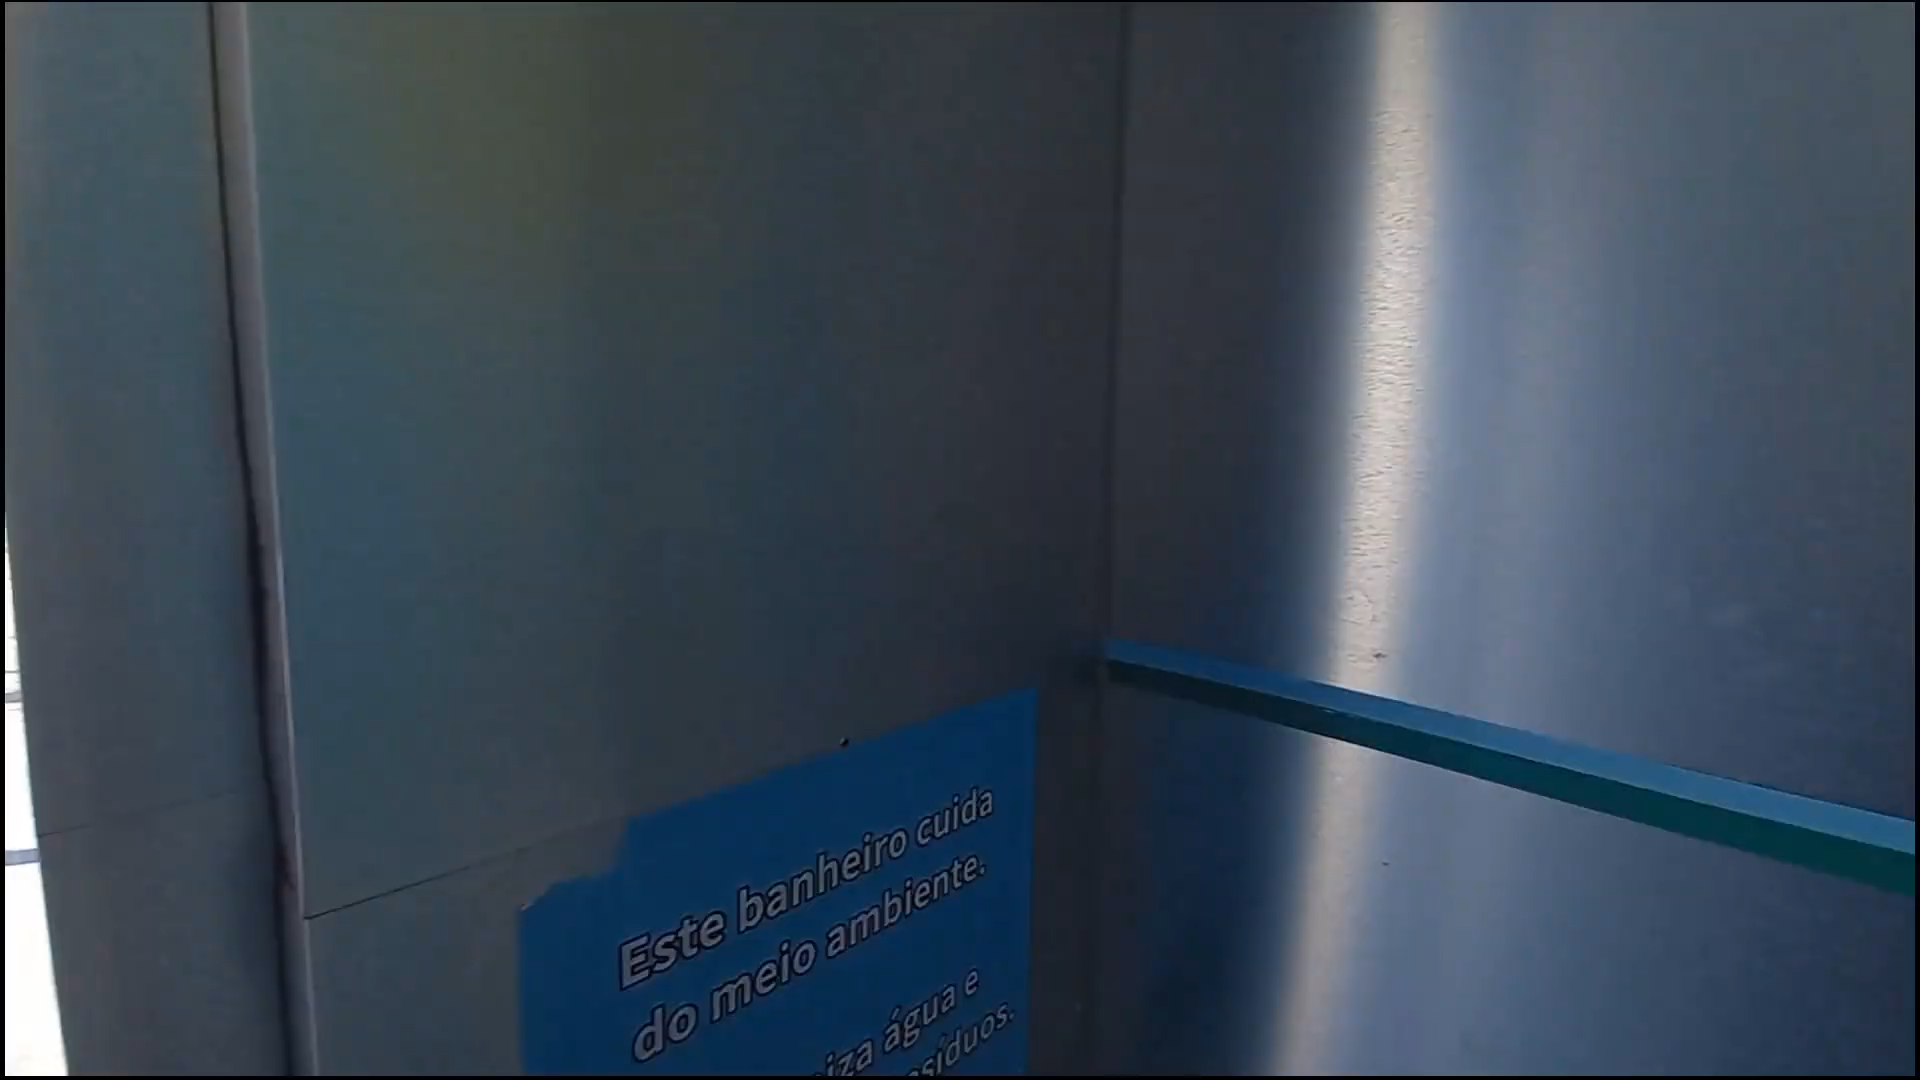 Este banheiro cuida
do meio ambiente.
água e